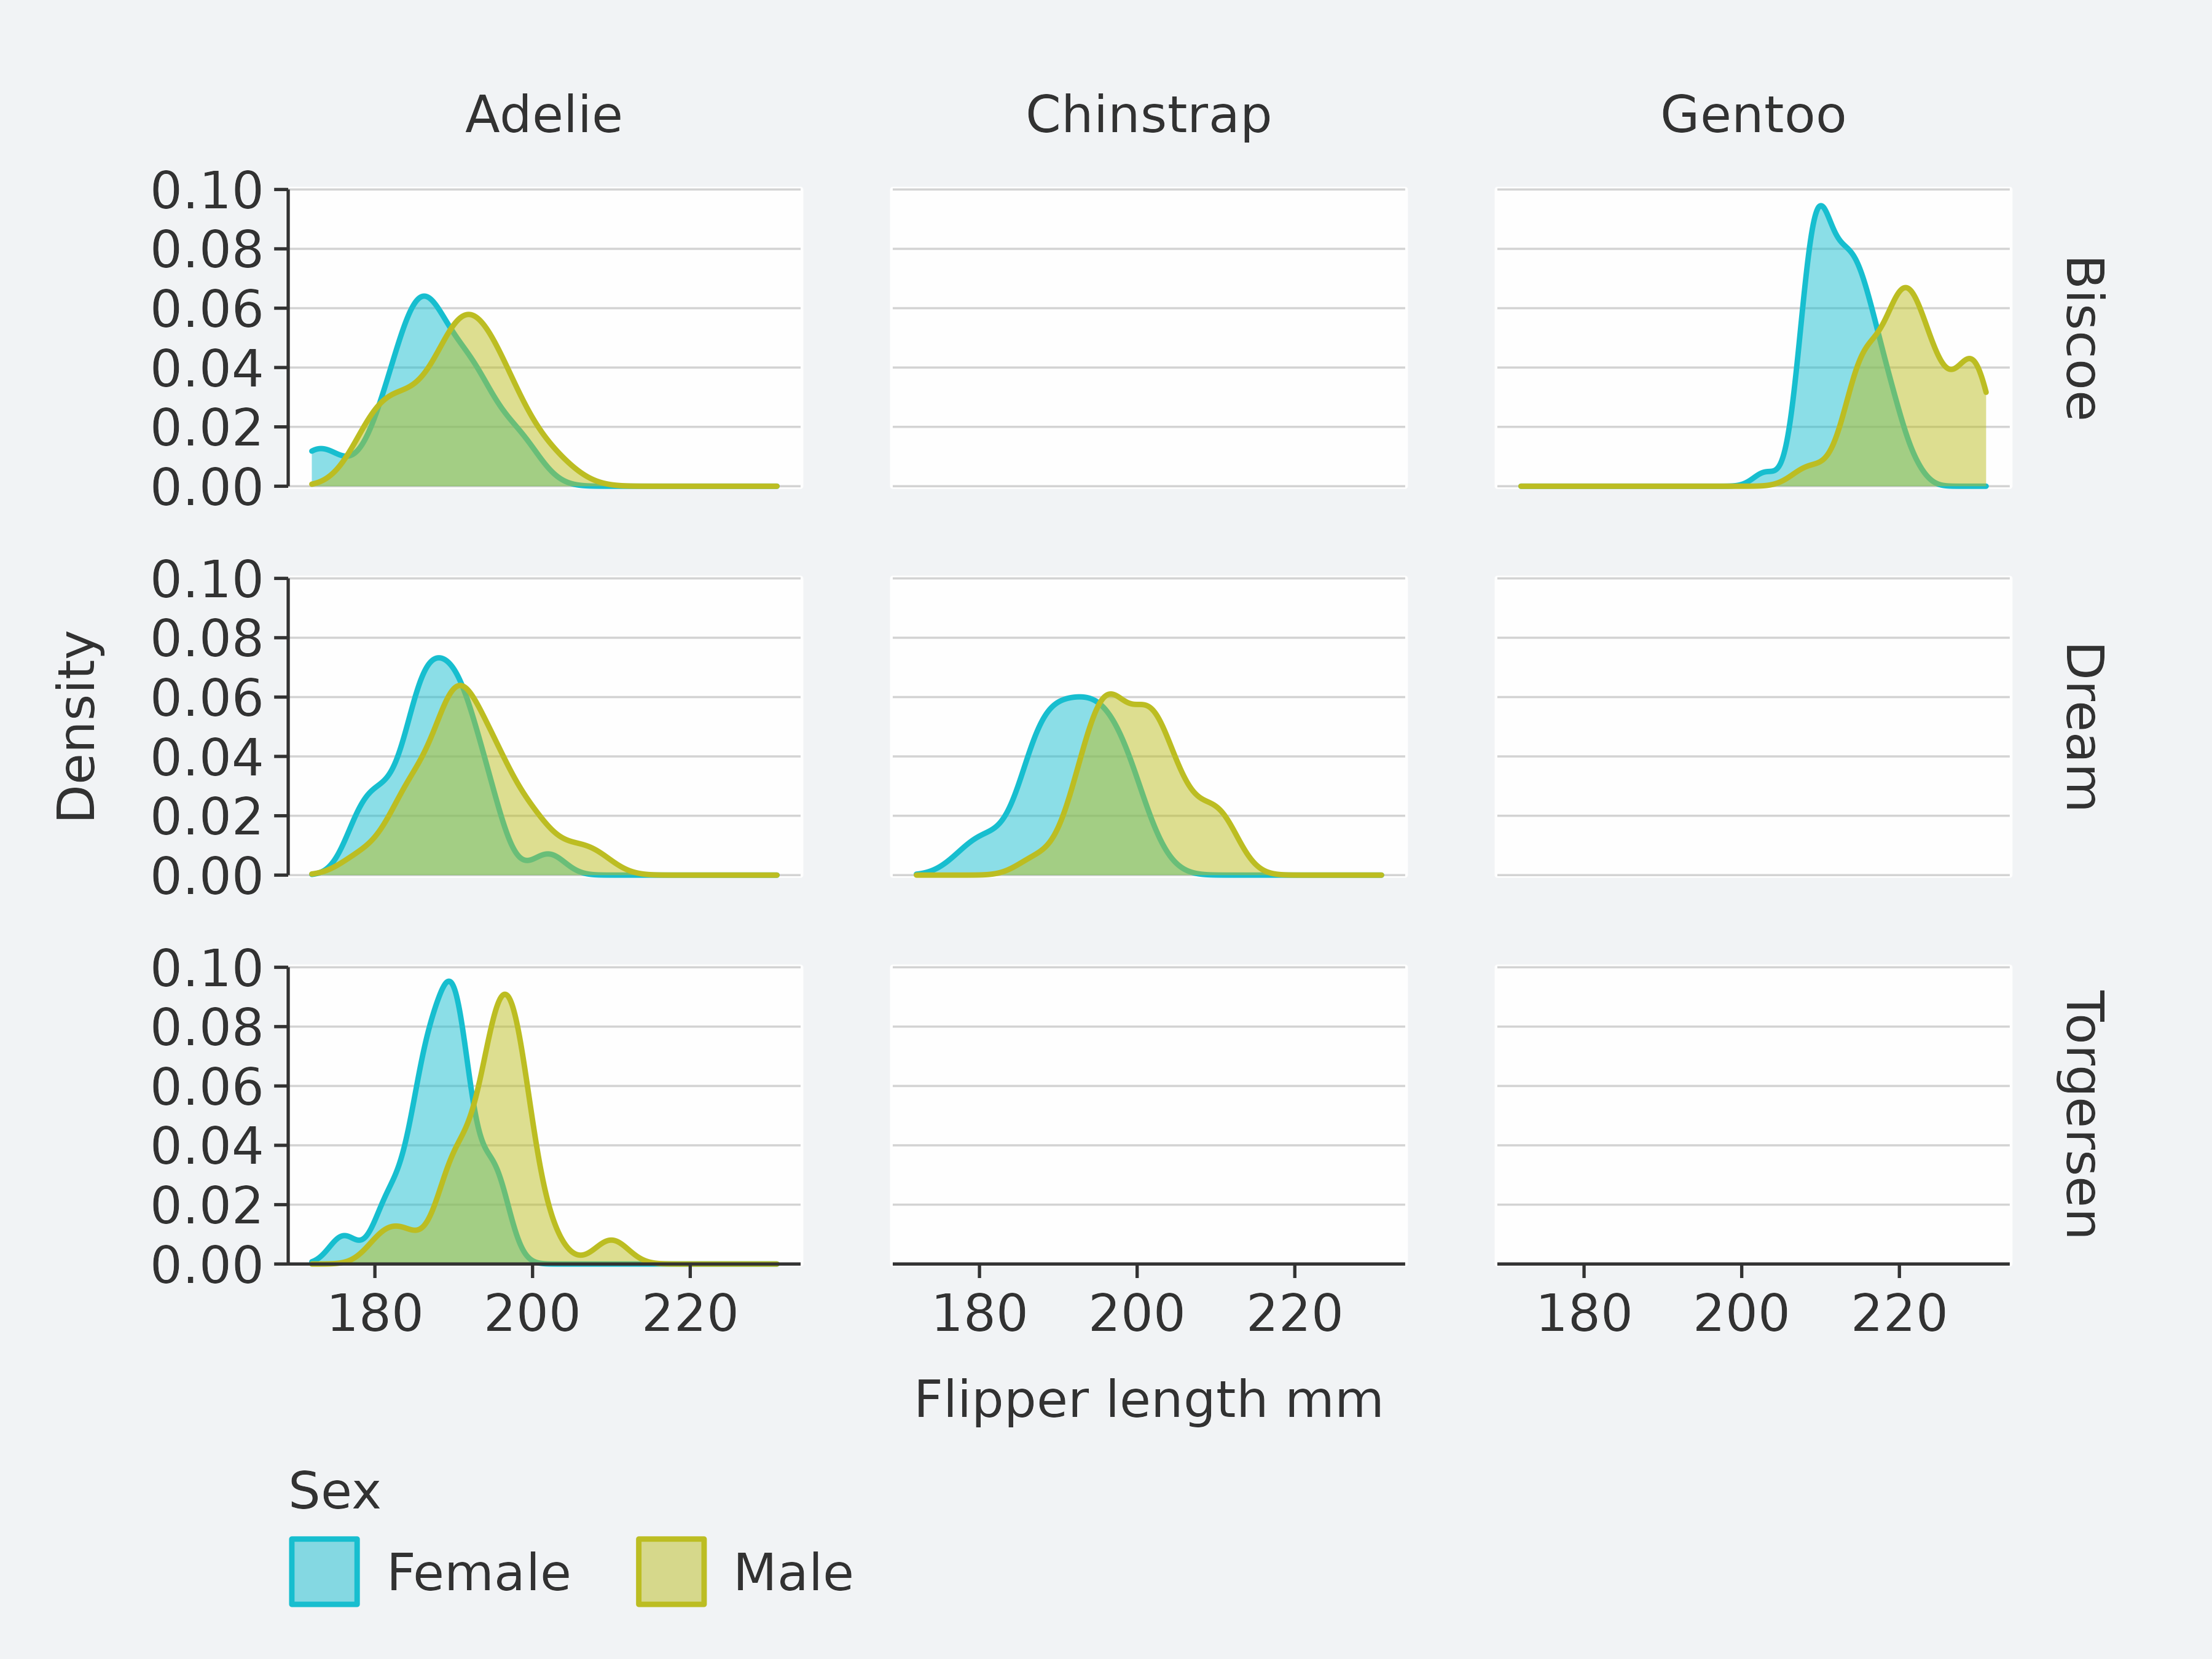 Adelie Chinstrap Gentoo
0.10
0.08
0.06
0.04
0.02
0.00
Biscoe
Density
0.10
0.08
0.06
0.04
0.02
0.00
Dream
0.10
0.08
0.06
0.04
0.02
0.00
Torgersen
180 200 220 180 200 220 180 200 220
Flipper length mm
Sex
Female Male